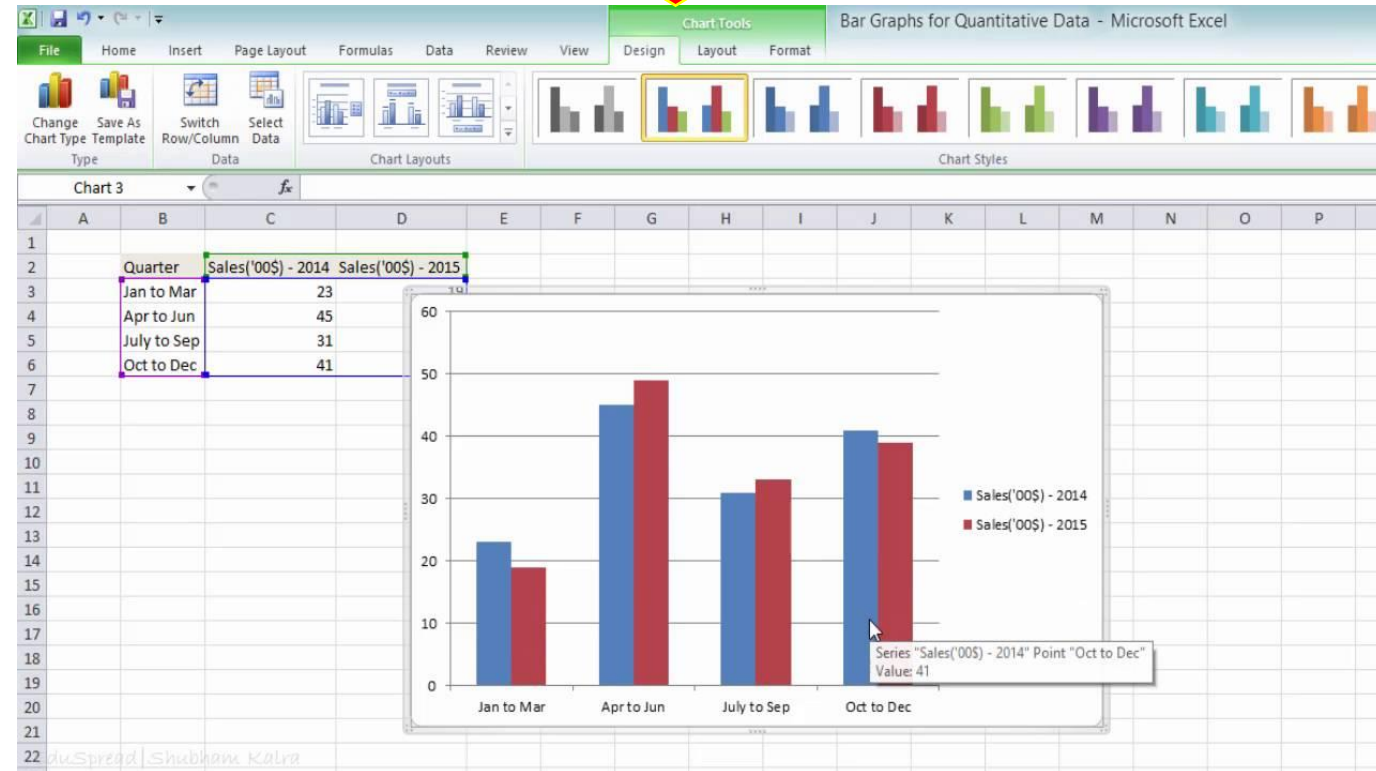 Chart Tools
Bar Graphs for Quantitative Data - Microsoft Excel
File Home Insert Page Layout Formulas Data Review View Design Layout Format
Change Chart Type
Save As Template
Switch Row/Column
Select Data
Type Data Chart Layouts Chart Styles
Chart 3 fx
A B C D E F G H I J K L M N O P
1
2 Quarter Sales('00$) - 2014 Sales('00$) - 2015
3 Jan to Mar 23 19
4 Apr to Jun 45
5 July to Sep 31
6 Oct to Dec 41
7
8
9
10
11
12
13
14
15
16
17
18
19
20
21
22
60
50
40
30
20
10
0
Jan to Mar Apr to Jun July to Sep Oct to Dec
Sales('00$) - 2014
Sales('00$) - 2015
Series "Sales('00$) - 2014" Point "Oct to Dec"
Value: 41
duSpread|Shubham Kalra